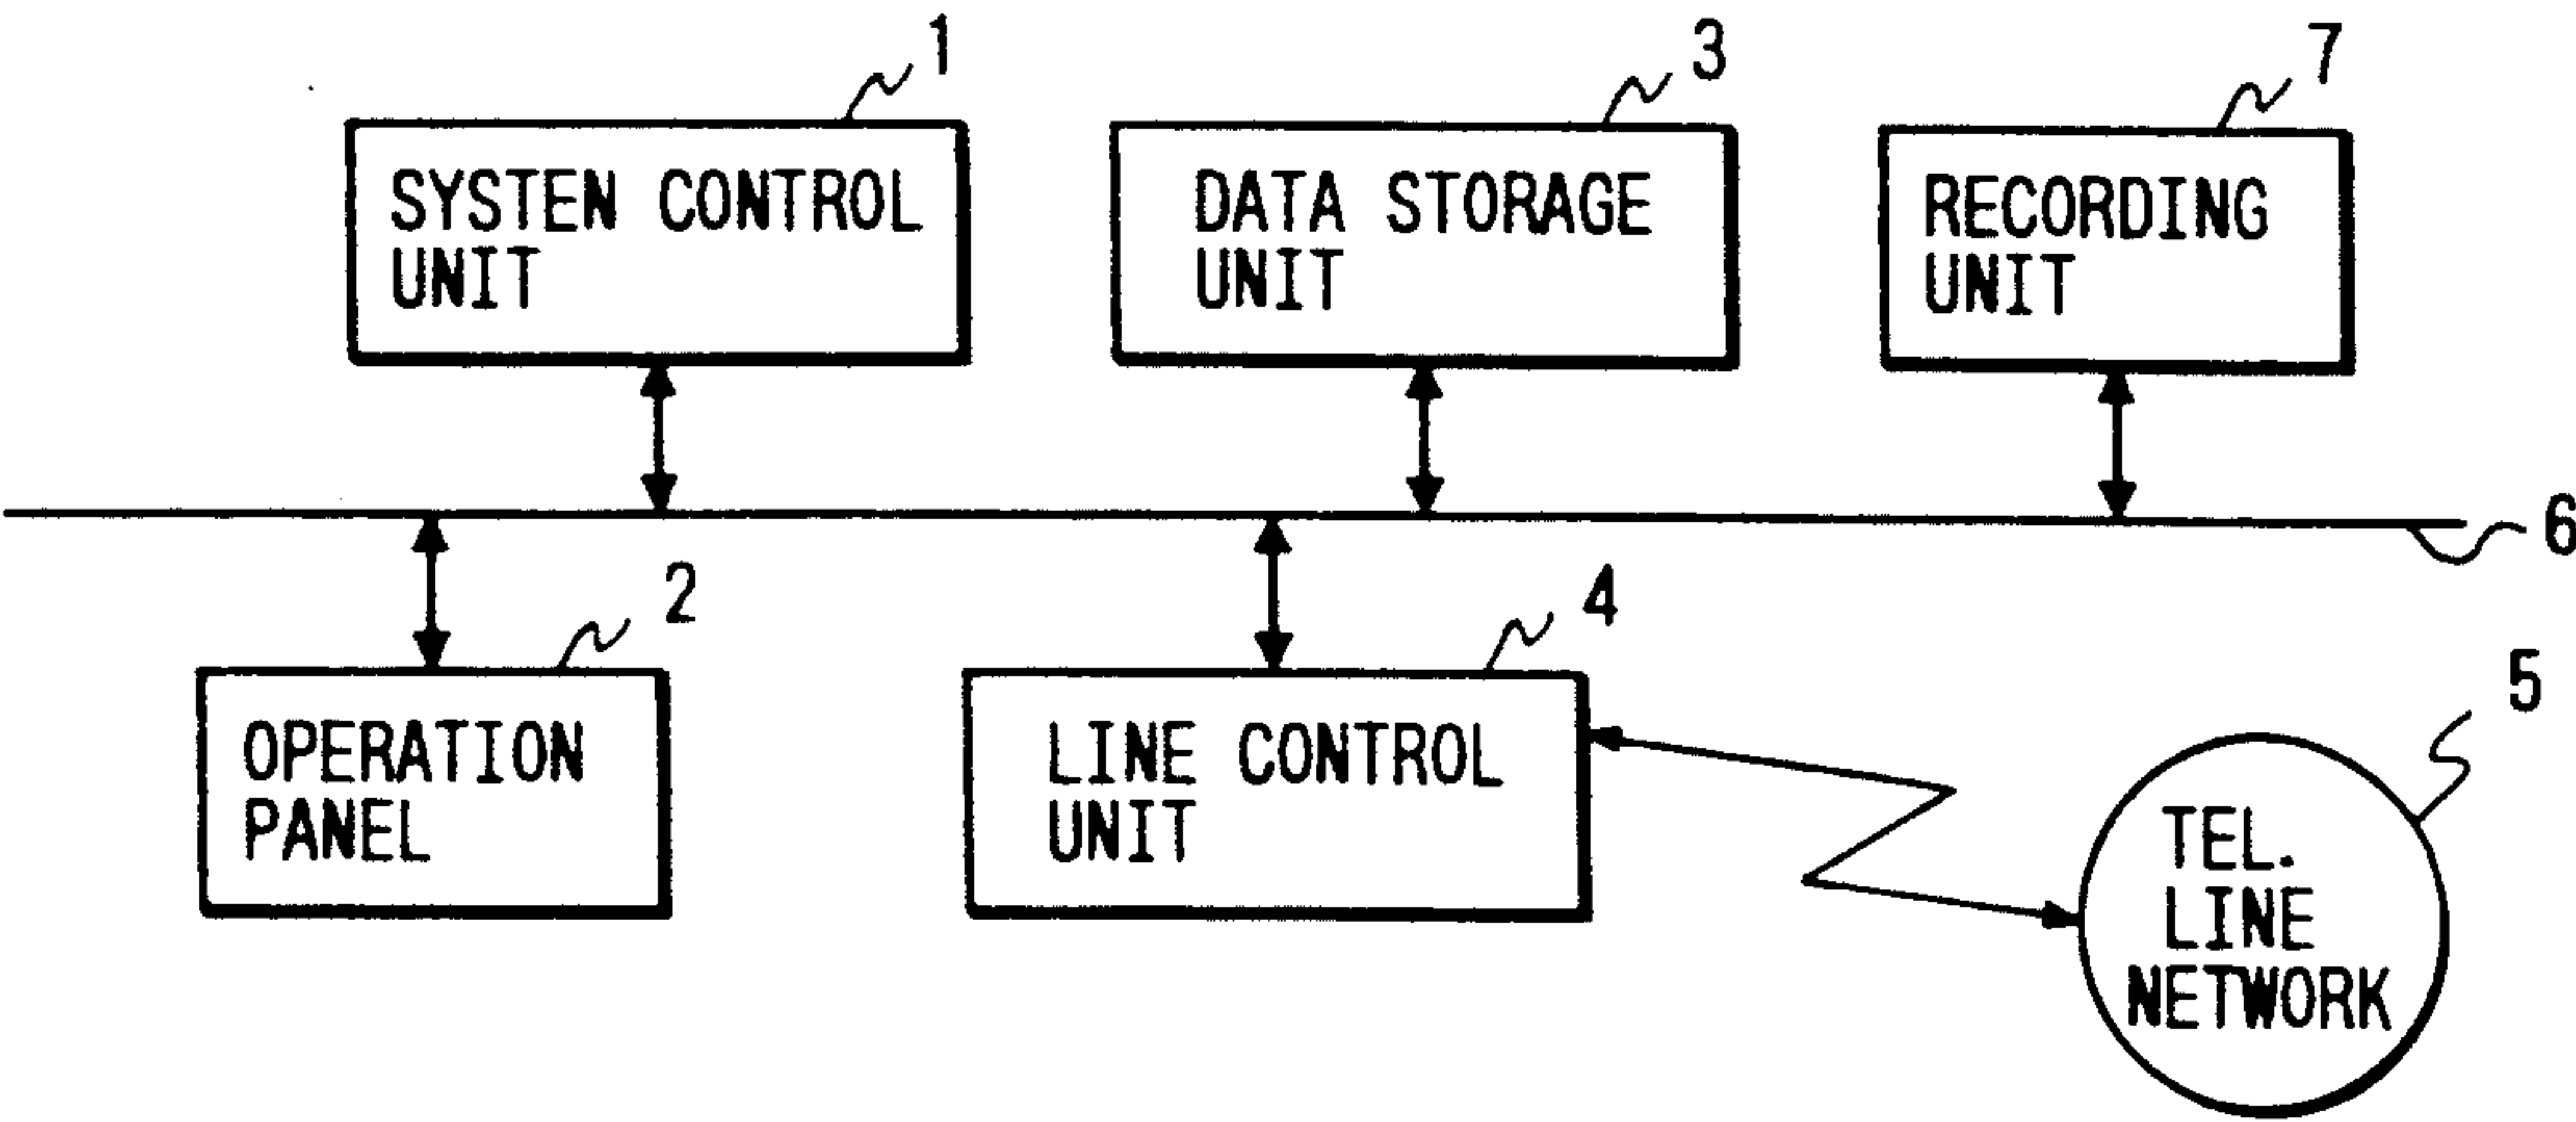 1
SYSTEN CONTROL
UNIT
3
DATA STORAGE
UNIT
7
RECORDING
UNIT
6
2
OPERATION
PANEL
4
LINE CONTROL
UNIT
5
TEL.
LINE
NETWORK